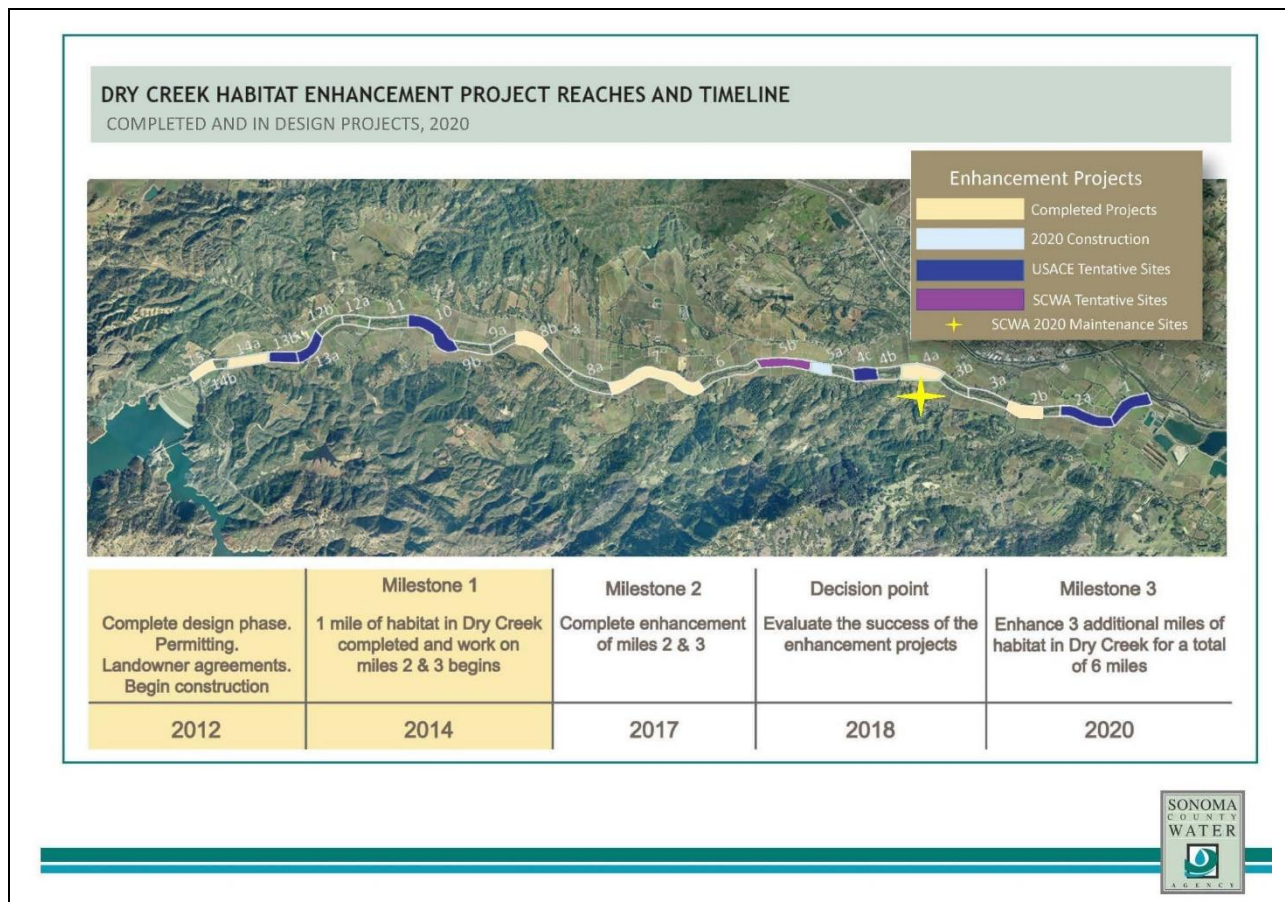 DRY CREEK HABITAT ENHANCEMENT PROJECT REACHES AND TIMELINE
COMPLETED AND IN DESIGN PROJECTS, 2020
Enhancement Projects
Completed Projects
2020 Construction
USACE Tentative Sites
SCWA Tentative Sites
SCWA 2020 Maintenance Sites
15
14b
14a
13b
13a
12b
12a
11
10
9b
9a
8b
8a
7
6
5b
5a
4c
4b
4a
3b
3a
2b
2a
1
Complete design phase.
Permitting.
Landowner agreements.
Begin construction
2012
Milestone 1
1 mile of habitat in Dry Creek
completed and work on
miles 2 & 3 begins
2014
Milestone 2
Complete enhancement
of miles 2 & 3
2017
Decision point
Evaluate the success of the
enhancement projects
2018
Milestone 3
Enhance 3 additional miles of
habitat in Dry Creek for a total
of 6 miles
2020
SONOMA
COUNTY
WATER
AGENCY